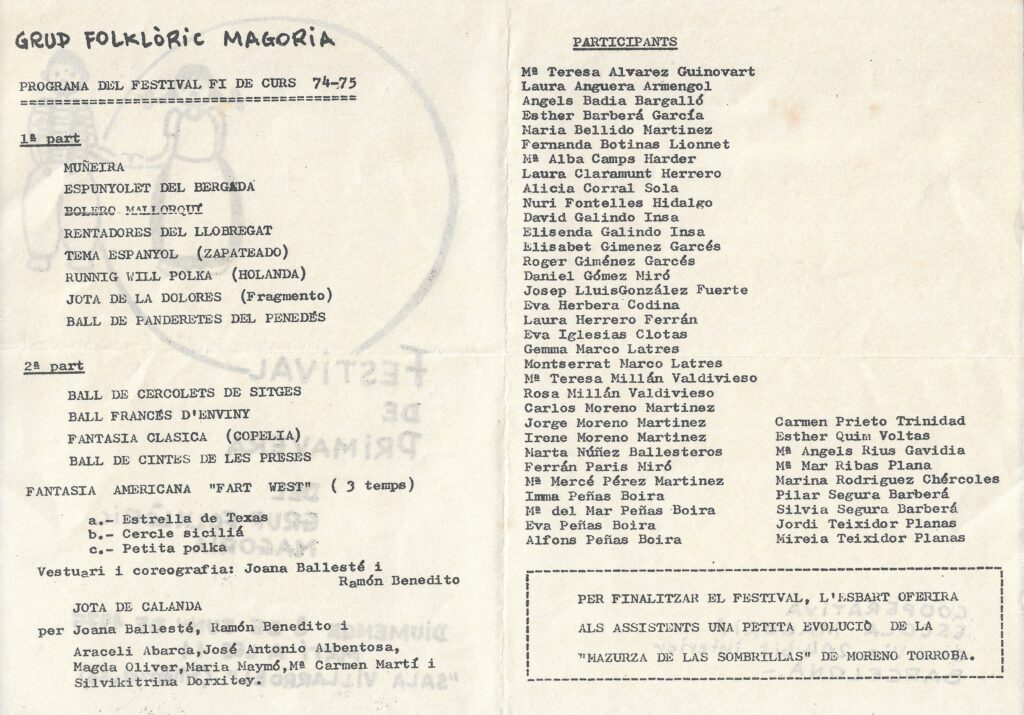 GRUP FOLKLÒRIC MAGORIA
PROGRAMA DEL FESTIVAL FI DE CURS 74-75
1ª part
MUÑEIRA
ESPUNYOLET DEL BERGADA
BOLERO MALLORQUÍ
RENTADORES DEL LLOBREGAT
TEMA ESPANYOL (ZAPATEADO)
RUNNIG WILL POLKA (HOLANDA)
JOTA DE LA DOLORES (Fragmento)
BALL DE PANDERETES DEL PENEDÉS
2ª part
BALL DE CERCOLETS DE SITGES
BALL FRANCÉS D'ENVINY
FANTASIA CLASICA (COPELIA)
BALL DE CINTES DE LES PRESES
FANTASIA AMERICANA "FART WEST" ( 3 temps)
a.- Estrella de Texas
b.- Cercle siciliá
c.- Petita polka
Vestuari i coreografia: Joana Ballesté i
Ramón Benedito
JOTA DE CALANDA
per Joana Ballesté, Ramón Benedito i
Araceli Abarca,José Antonio Albentosa,
Magda Oliver,Maria Maymó,Mª Carmen Martí i
Silvikitrina Dorxitey.
PARTICIPANTS
Mª Teresa Alvarez Guinovart
Laura Anguera Armengol
Angels Badia Bargalló
Esther Barberá García
Maria Bellido Martinez
Fernanda Botinas Lionnet
Mª Alba Camps Harder
Laura Claramunt Herrero
Alicia Corral Sola
Nuri Fontelles Hidalgo
David Galindo Insa
Elisenda Galindo Insa
Elisabet Gimenez Garcés
Roger Giménez Garcés
Daniel Gómez Miró
Josep LluisGonzález Fuerte
Eva Herbera Codina
Laura Herrero Ferrán
Eva Iglesias Clotas
Gemma Marco Latres
Montserrat Marco Latres
Mª Teresa Millán Valdivieso
Rosa Millán Valdivieso
Carlos Moreno Martinez
Jorge Moreno Martinez
Irene Moreno Martinez
Marta Núñez Ballesteros
Ferrán Paris Miró
Mª Mercé Pérez Martinez
Imma Peñas Boira
Mª del Mar Peñas Boira
Eva Peñas Boira
Alfons Peñas Boira
Carmen Prieto Trinidad
Esther Quim Voltas
Mª Angels Rius Gavidia
Mª Mar Ribas Plana
Marina Rodriguez Chércoles
Pilar Segura Barberá
Silvia Segura Barberá
Jordi Teixidor Planas
Mireia Teixidor Planas
PER FINALITZAR EL FESTIVAL, L'ESBART OFERIRA
ALS ASSISTENTS UNA PETITA EVOLUCIÒ DE LA
"MAZURZA DE LAS SOMBRILLAS" DE MORENO TORROBA.
FESTIVAL
DE
PRIMAVERA
DEL